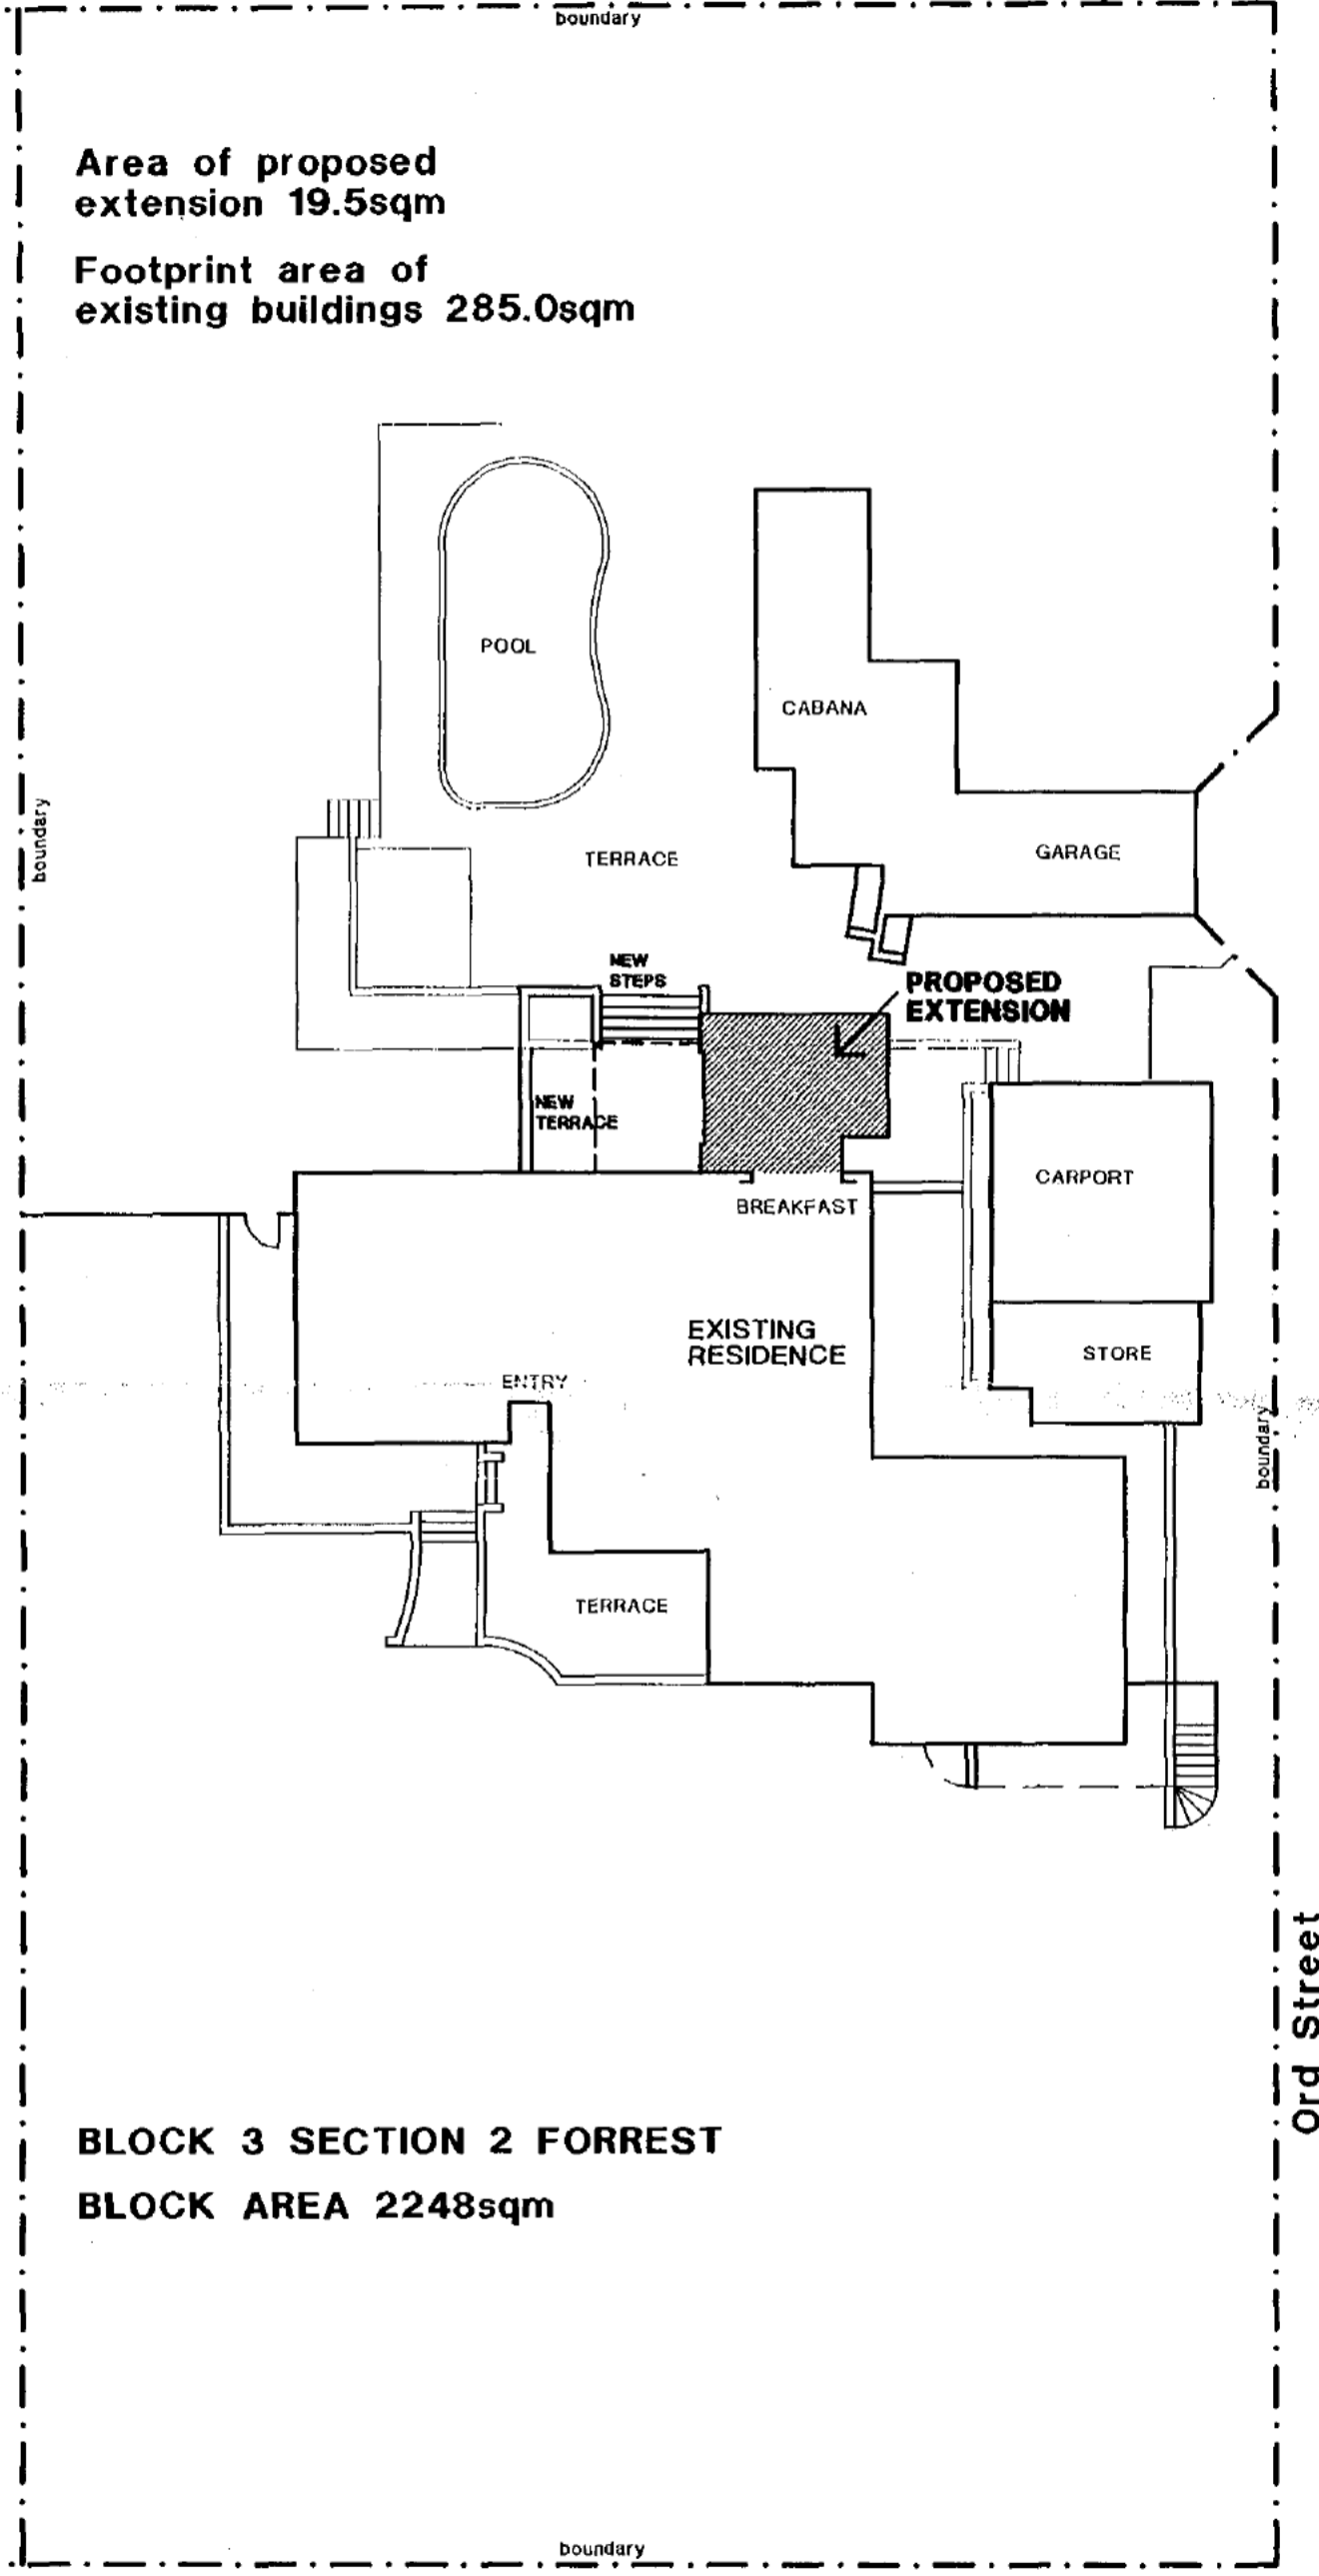 boundary
Area of proposed
extension 19.5sqm
Footprint area of
existing buildings 285.0sqm
POOL
CABANA
boundary
TERRACE
GARAGE
NEW
STEPS
PROPOSED
EXTENSION
NEW
TERRACE
CARPORT
BREAKFAST
EXISTING
RESIDENCE
STORE
ENTRY
boundary
TERRACE
Ord Street
BLOCK 3 SECTION 2 FORREST
BLOCK AREA 2248sqm
boundary